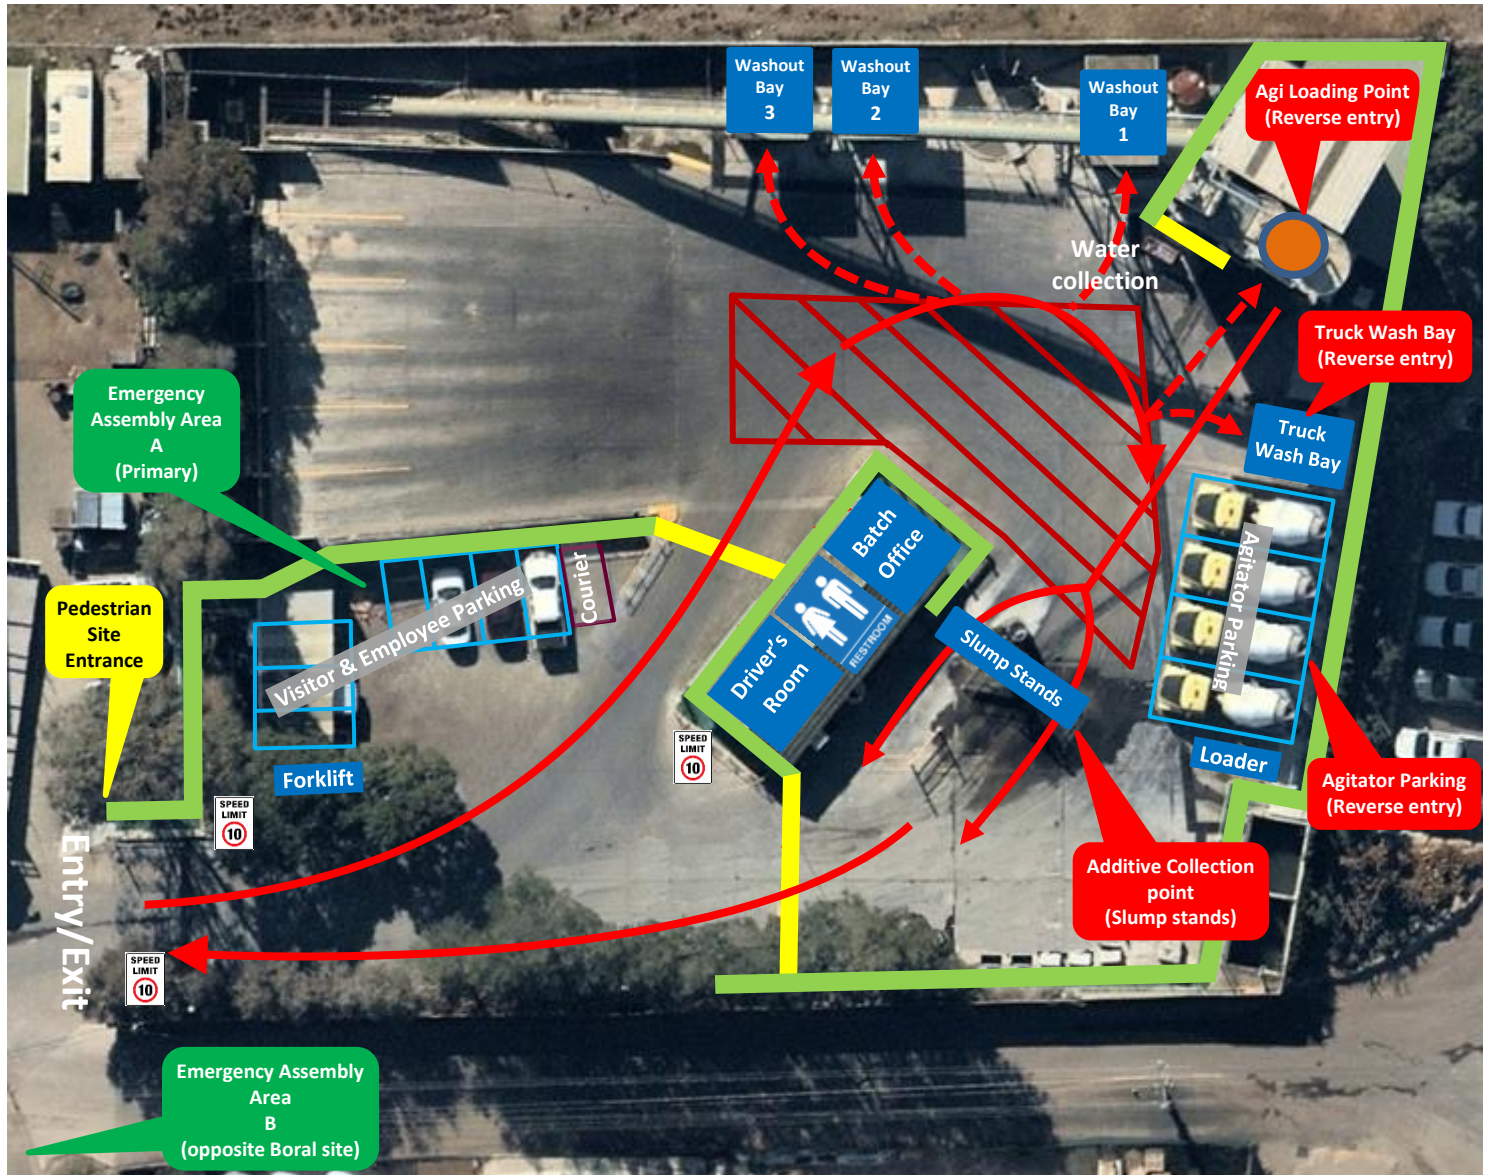 Washout
Bay
3
Washout
Bay
2
Washout
Bay
1
Agi Loading Point
(Reverse entry)
Water
collection
Truck Wash Bay
(Reverse entry)
Emergency
Assembly Area
A
(Primary)
Truck
Wash Bay
Batch
Office
Agitator Parking
Courier
Visitor & Employee Parking
Pedestrian
Site
Entrance
RESTROOM
Slump Stands
Driver's
Room
SPEED
LIMIT
10
Loader
Forklift
Agitator Parking
(Reverse entry)
SPEED
LIMIT
10
Entry/Exit
Additive Collection
point
(Slump stands)
SPEED
LIMIT
10
Emergency Assembly
Area
B
(opposite Boral site)